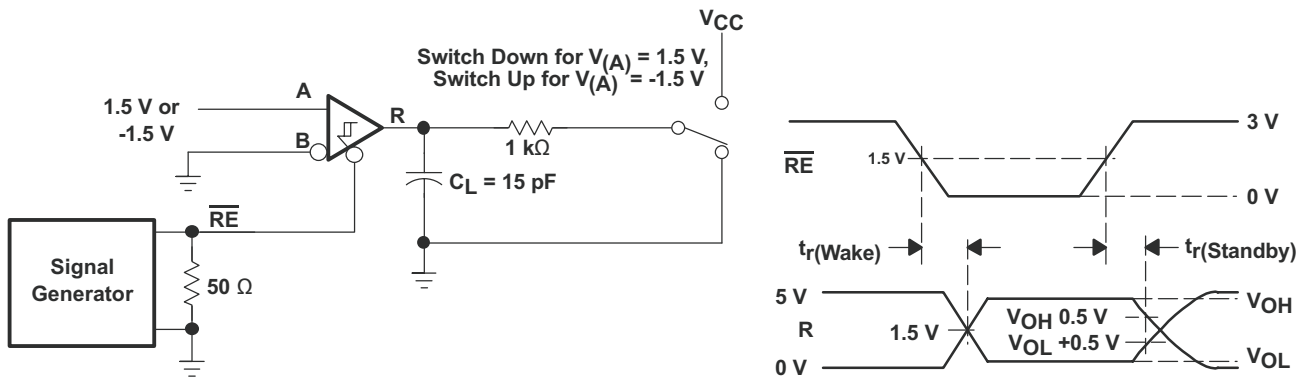 VCC
Switch Down for V(A) = 1.5 V,
Switch Up for V(A) = -1.5 V
1.5 V or
-1.5 V
A
B
R
1 kΩ
CL = 15 pF
RE
Signal
Generator
50 Ω
RE
1.5 V
3 V
0 V
tr(Wake)
tr(Standby)
5 V
R
0 V
1.5 V
VOH 0.5 V
VOL +0.5 V
VOH
VOL